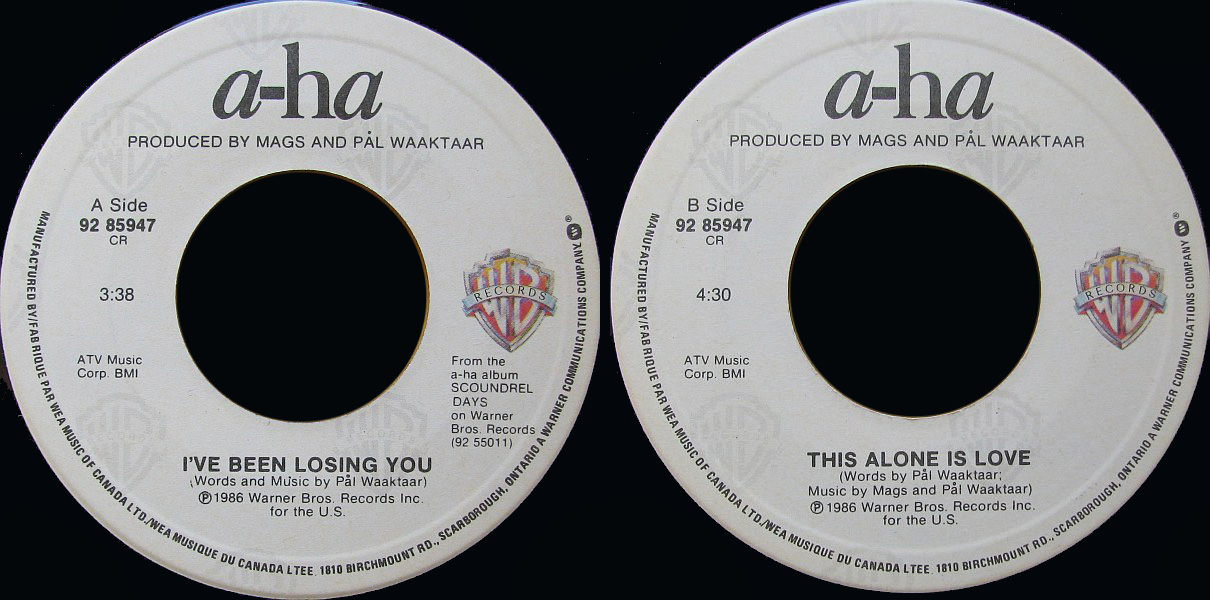 a-ha
PRODUCED BY MAGS AND PÅL WAAKTAAR
A Side
92 85947
CR
3:38
ATV Music
Corp. BMI
W
RECORDS
From the
a-ha album
SCOUNDREL
DAYS
on Warner
Bros. Records
(92 55011)
I'VE BEEN LOSING YOU
(Words and Music by Pål Waaktaar)
℗1986 Warner Bros. Records Inc.
for the U.S.
MANUFACTURED BY/FABRIQUE PAR WEA MUSIC OF CANADA LTD./WEA MUSIQUE DU CANADA LTEE. 1810 BIRCHMOUNT RD., SCARBOROUGH, ONTARIO A WARNER COMMUNICATIONS COMPANY ®
a-ha
PRODUCED BY MAGS AND PÅL WAAKTAAR
B Side
92 85947
CR
4:30
ATV Music
Corp. BMI
W
RECORDS
THIS ALONE IS LOVE
(Words by Pål Waaktaar;
Music by Mags and Pål Waaktaar)
℗1986 Warner Bros. Records Inc.
for the U.S.
MANUFACTURED BY/FABRIQUE PAR WEA MUSIC OF CANADA LTD./WEA MUSIQUE DU CANADA LTEE. 1810 BIRCHMOUNT RD., SCARBOROUGH, ONTARIO A WARNER COMMUNICATIONS COMPANY ®